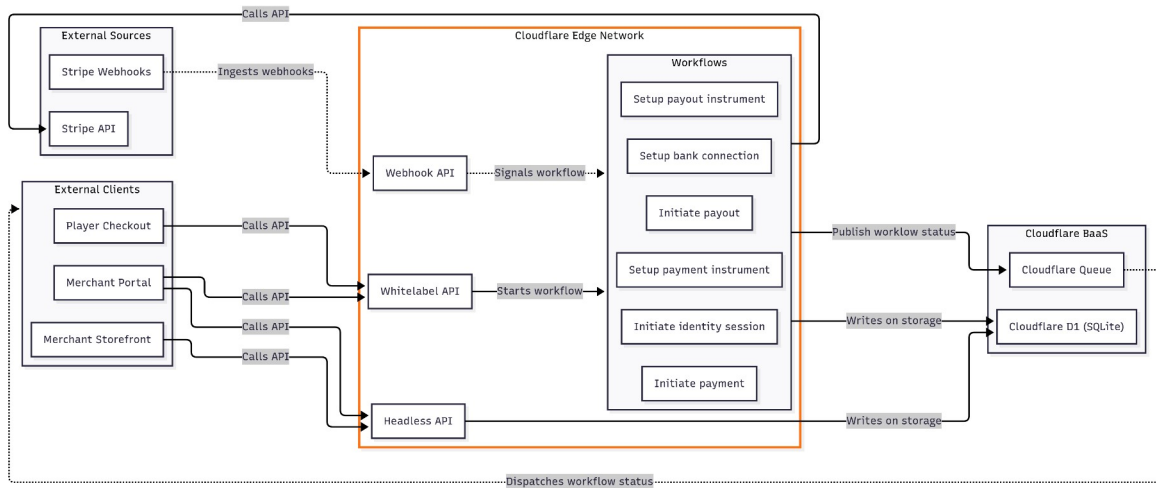 Calls API
External Sources
Cloudflare Edge Network
Workflows
Stripe Webhooks
Ingests webhooks
Setup payout instrument
Stripe API
Setup bank connection
Webhook API
Signals workflow
External Clients
Initiate payout
Player Checkout
Calls API
Publish worklow status
Cloudflare BaaS
Setup payment instrument
Cloudflare Queue
Merchant Portal
Calls API
Whitelabel API
Starts workflow
Calls API
Initiate identity session
Writes on storage
Cloudflare D1 (SQLite)
Merchant Storefront
Calls API
Initiate payment
Headless API
Writes on storage
Dispatches workflow status